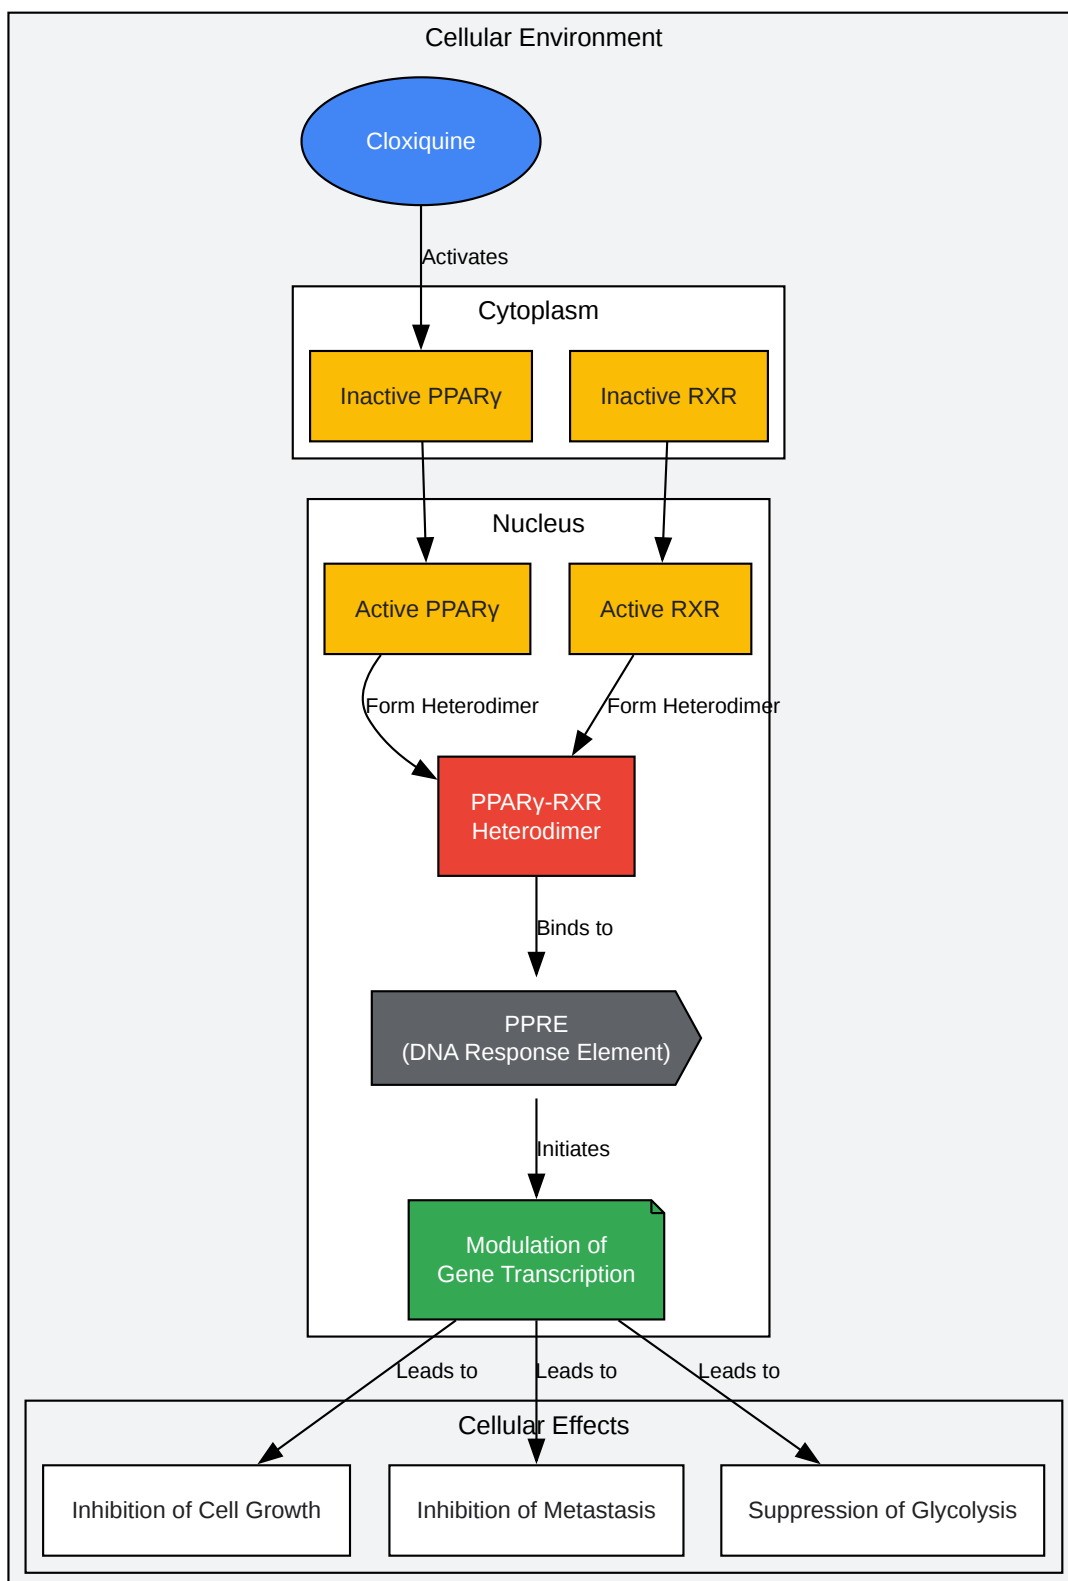 Cellular Environment
Cloxiquine
Activates
Cytoplasm
Inactive PPARγ
Inactive RXR
Nucleus
Active PPARγ
Active RXR
Form Heterodimer
Form Heterodimer
PPARγ-RXR
Heterodimer
Binds to
PPRE
(DNA Response Element)
Initiates
Modulation of
Gene Transcription
Leads to
Leads to
Leads to
Cellular Effects
Inhibition of Cell Growth
Inhibition of Metastasis
Suppression of Glycolysis